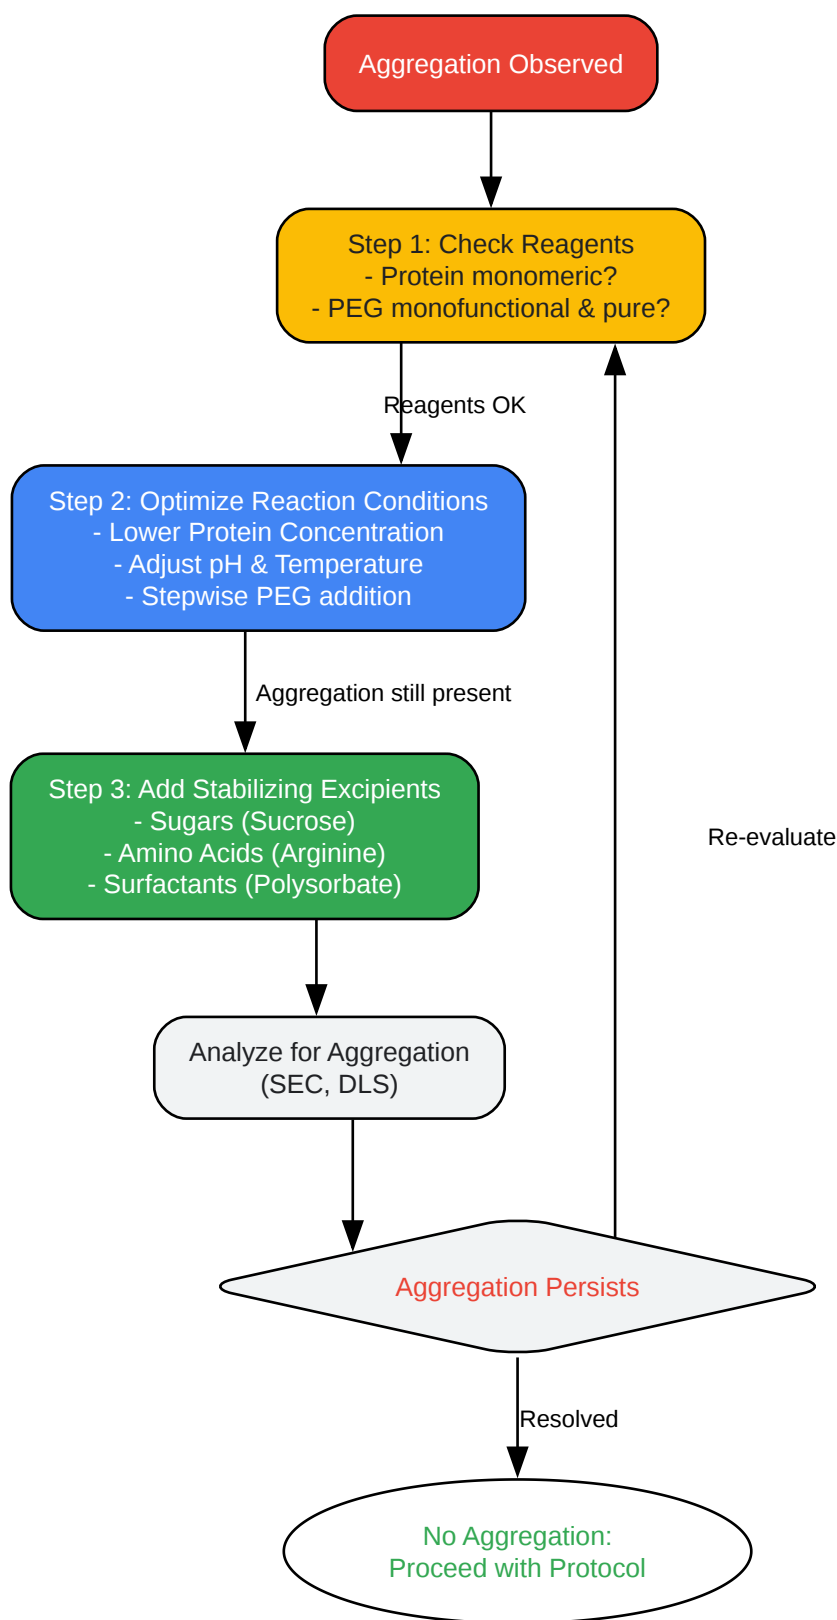 Aggregation Observed
Step 1: Check Reagents
- Protein monomeric?
- PEG monofunctional & pure?
Reagents OK
Step 2: Optimize Reaction Conditions
- Lower Protein Concentration
- Adjust pH & Temperature
- Stepwise PEG addition
Aggregation still present
Step 3: Add Stabilizing Excipients
- Sugars (Sucrose)
- Amino Acids (Arginine)
- Surfactants (Polysorbate)
Re-evaluate
Analyze for Aggregation
(SEC, DLS)
Aggregation Persists
Resolved
No Aggregation:
Proceed with Protocol